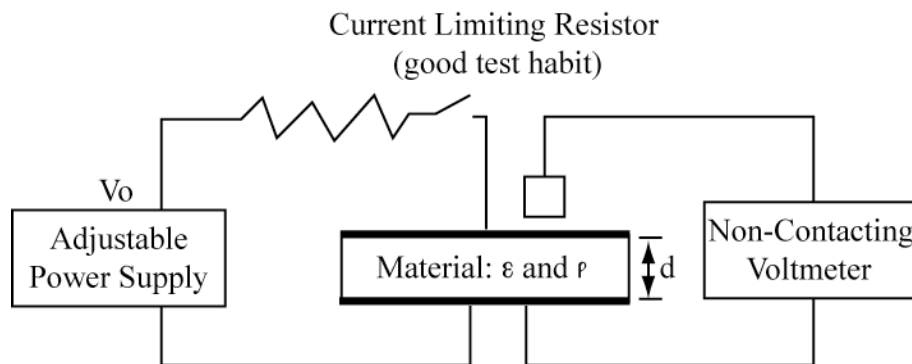 Current Limiting Resistor
(good test habit)
Vo
Adjustable
Power Supply
Material: ε and ρ
d
Non-Contacting
Voltmeter